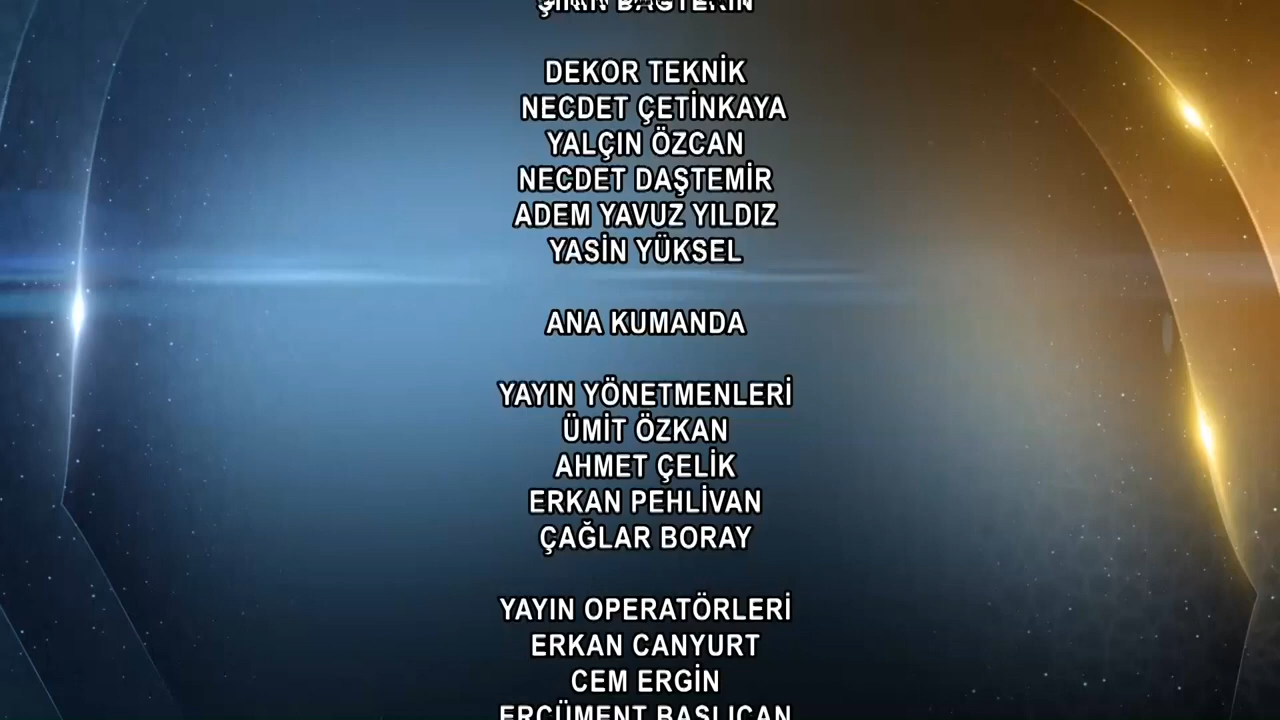 DEKOR TEKNİK
NECDET ÇETİNKAYA
YALÇIN ÖZCAN
NECDET DAŞTEMİR
ADEM YAVUZ YILDIZ
YASİN YÜKSEL
ANA KUMANDA
YAYIN YÖNETMENLERİ
ÜMİT ÖZKAN
AHMET ÇELİK
ERKAN PEHLİVAN
ÇAĞLAR BORAY
YAYIN OPERATÖRLERİ
ERKAN CANYURT
CEM ERGİN
ERCÜMENT